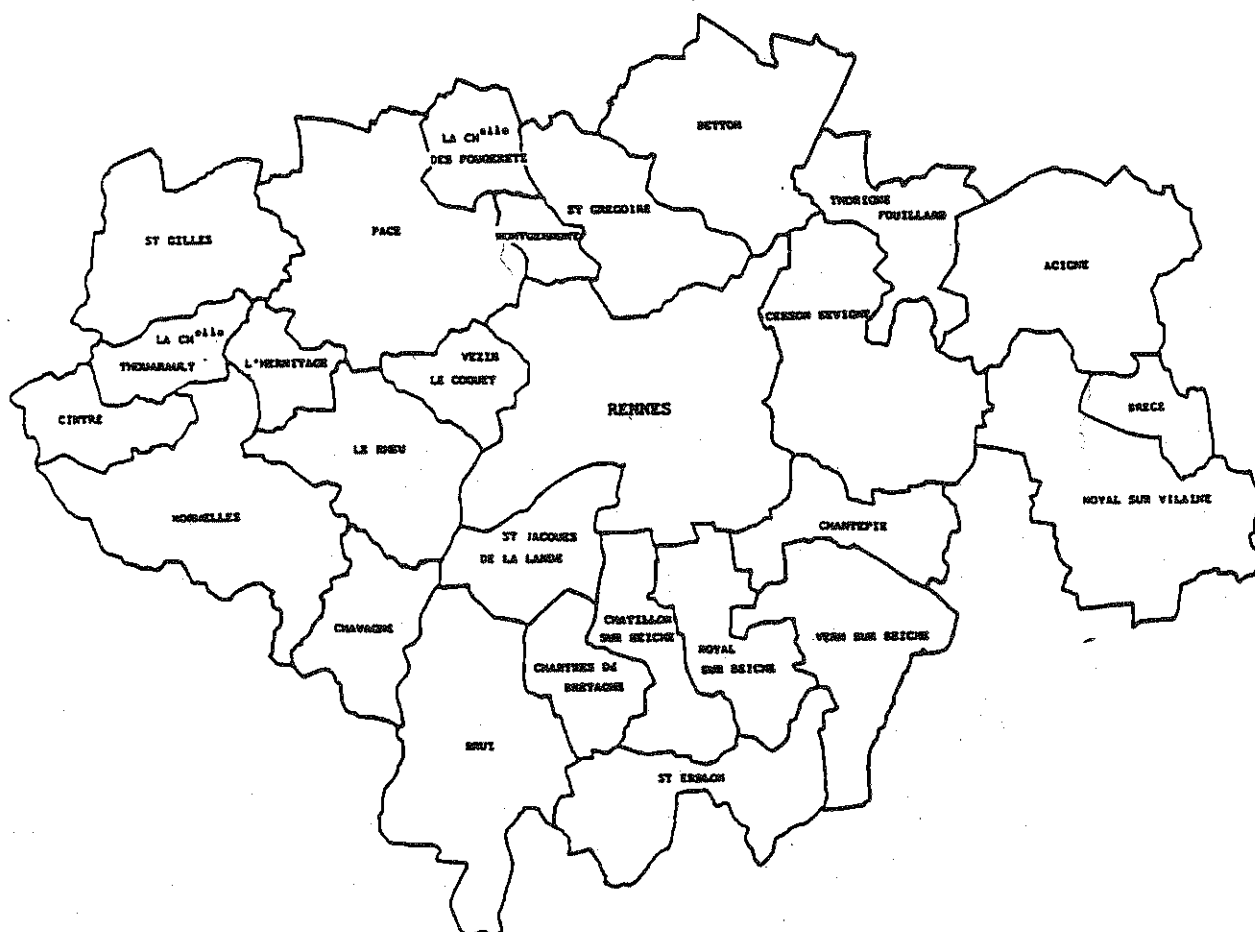 BETTON
LA CHelle
DES FOUGERETZ
THORIGNE
FOUILLARD
ST GREGOIRE
PACE
MONTGERMONT
ST GILLES
ACIGNE
CESSON SEVIGNE
LA CHelle
THOUARAULT
L'HERMITAGE
VEZIN
LE COQUET
RENNES
BRECE
CINTRE
LE RHEU
NOYAL SUR VILAINE
MORDELLES
CHANTEPIE
ST JACQUES
DE LA LANDE
CHAVAGNE
CHATILLON
SUR SEICHE
VERN SUR SEICHE
NOYAL
SUR SEICHE
CHARTRES DE
BRETAGNE
BRUZ
ST ERBLON